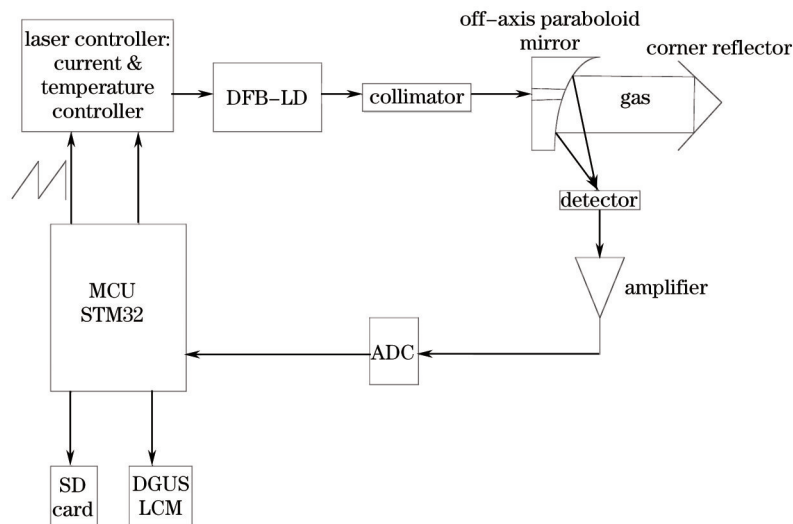 laser controller:
current &
temperature
controller
DFB-LD
collimator
off-axis paraboloid
mirror
corner reflector
gas
detector
amplifier
MCU
STM32
ADC
SD
card
DGUS
LCM